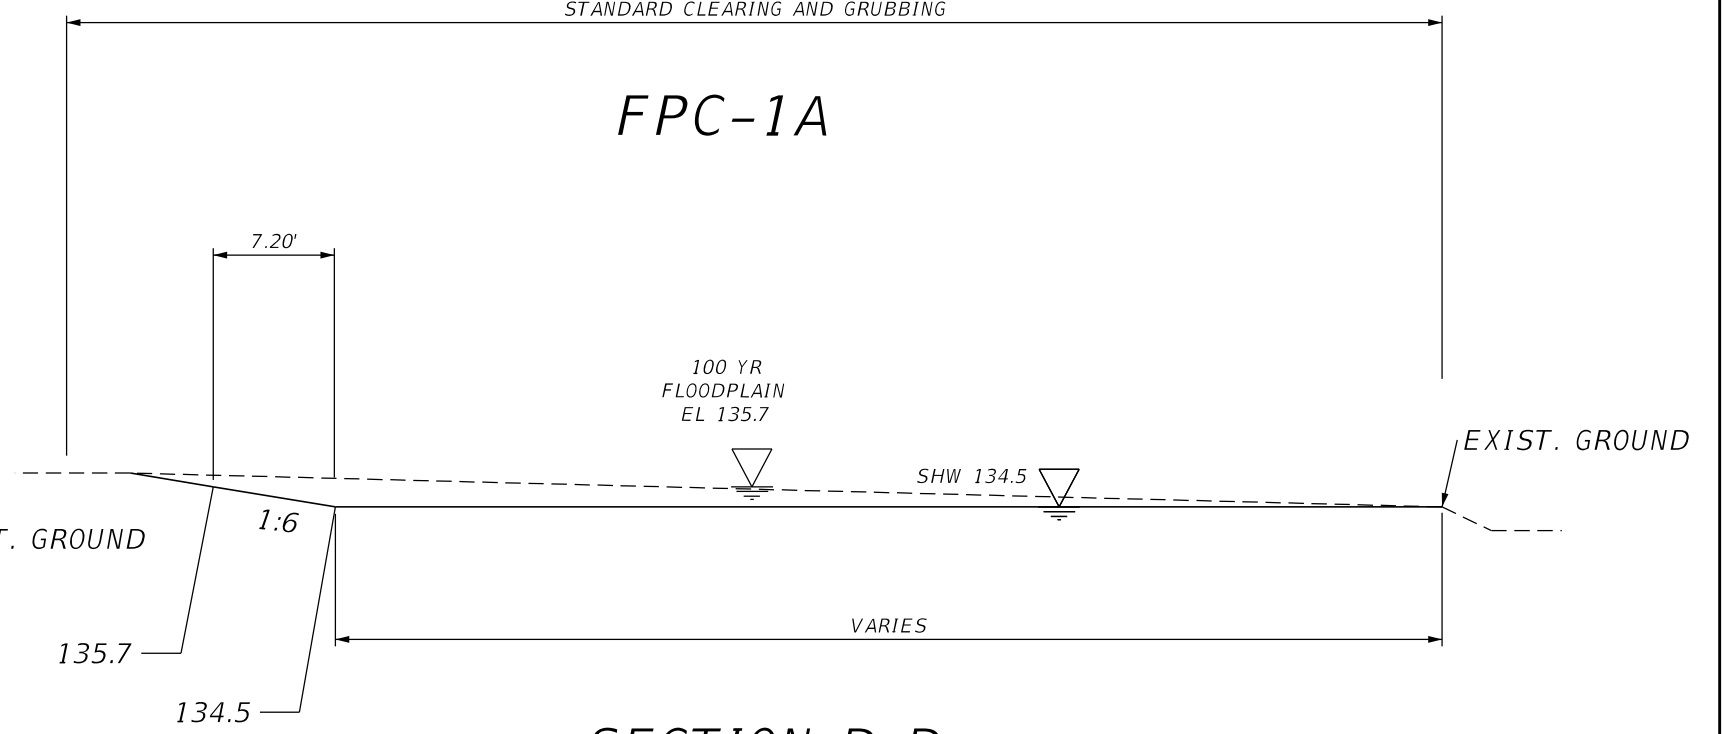 STANDARD CLEARING AND GRUBBING
FPC-1A
7.20'
100 YR
FLOODPLAIN
EL 135.7
SHW 134.5
EXIST. GROUND
1:6
T. GROUND
VARIES
135.7
134.5
SECTION D-D